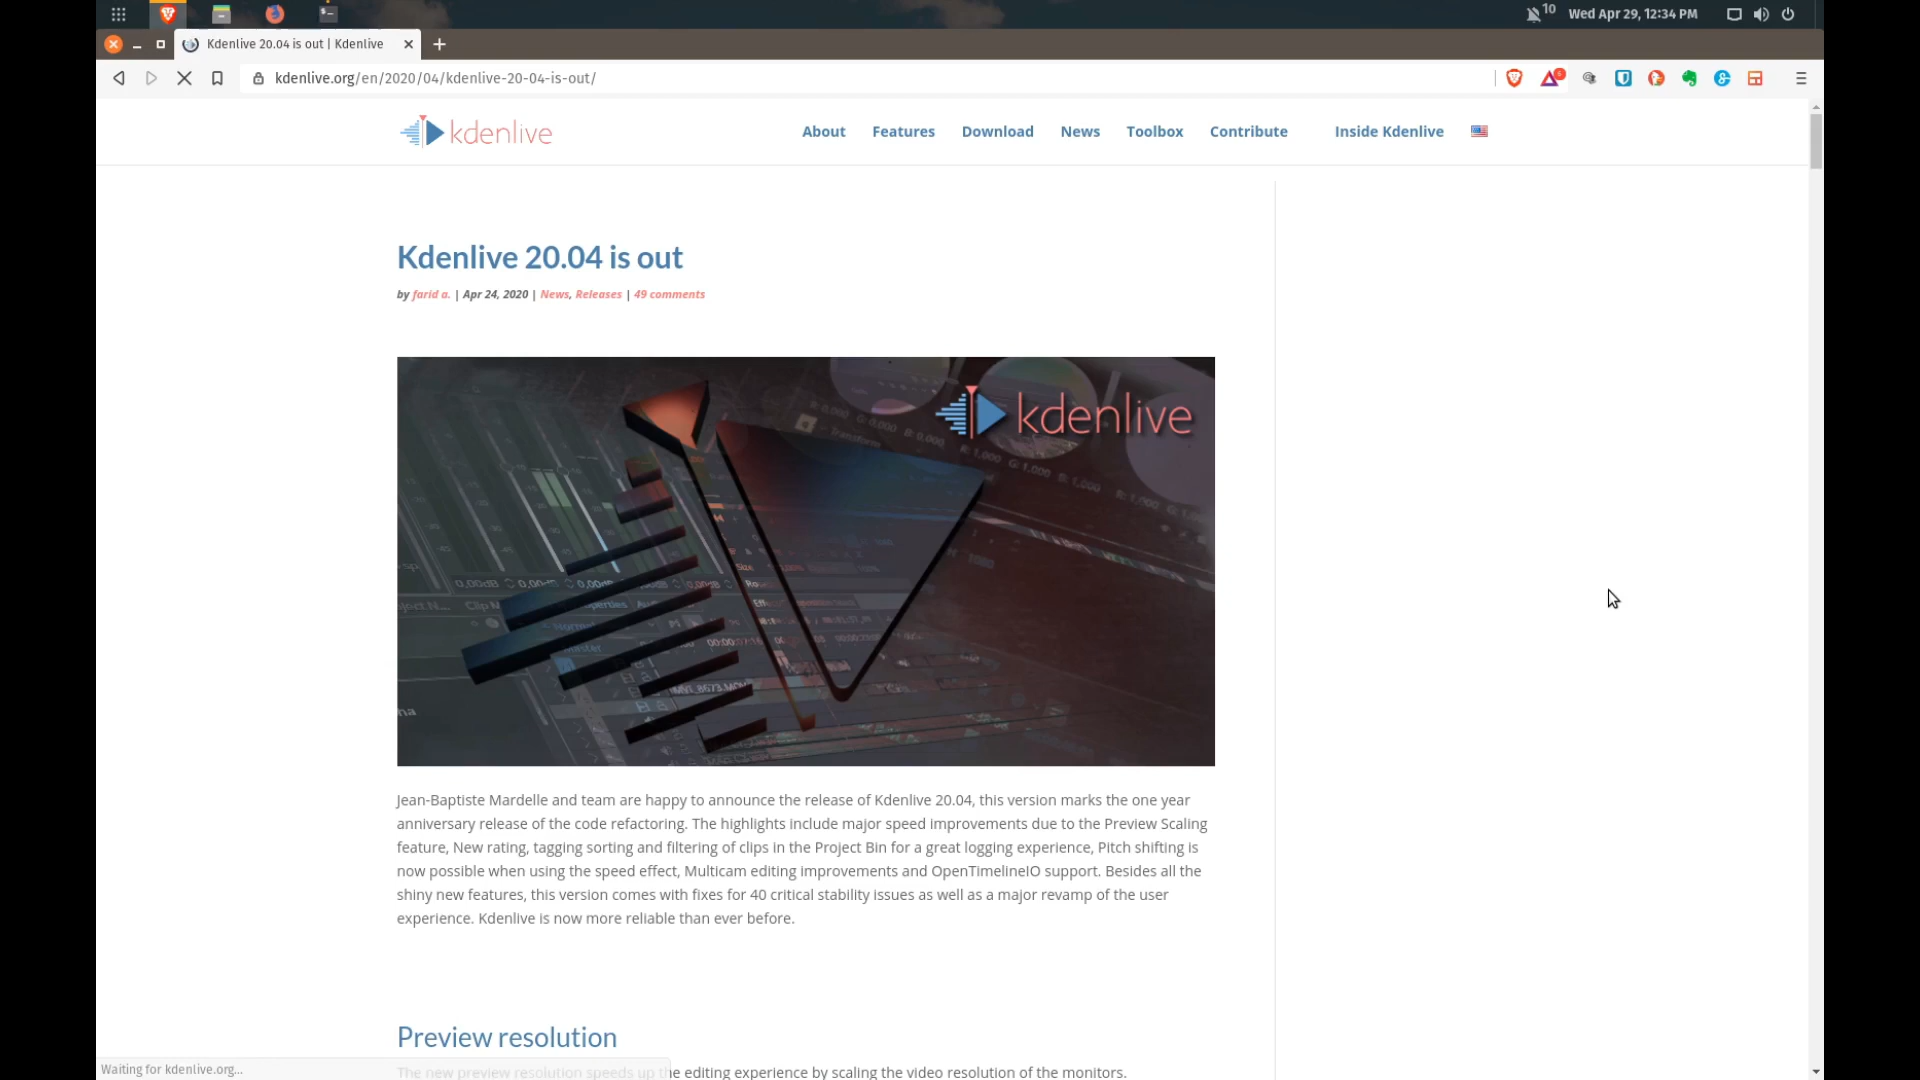 10
Wed Apr 29, 12:34 PM
Kdenlive 20.04 is out | Kdenlive
kdenlive.org/en/2020/04/kdenlive-20-04-is-out/
kdenlive
About Features Download News Toolbox Contribute Inside Kdenlive
Kdenlive 20.04 is out
by farid a. | Apr 24, 2020 | News, Releases | 49 comments
kdenlive
Jean-Baptiste Mardelle and team are happy to announce the release of Kdenlive 20.04, this version marks the one year
anniversary release of the code refactoring. The highlights include major speed improvements due to the Preview Scaling
feature, New rating, tagging sorting and filtering of clips in the Project Bin for a great logging experience, Pitch shifting is
now possible when using the speed effect, Multicam editing improvements and OpenTimelineIO support. Besides all the
shiny new features, this version comes with fixes for 40 critical stability issues as well as a major revamp of the user
experience. Kdenlive is now more reliable than ever before.
Preview resolution
The new preview resolution speeds up the editing experience by scaling the video resolution of the monitors.
Waiting for kdenlive.org...